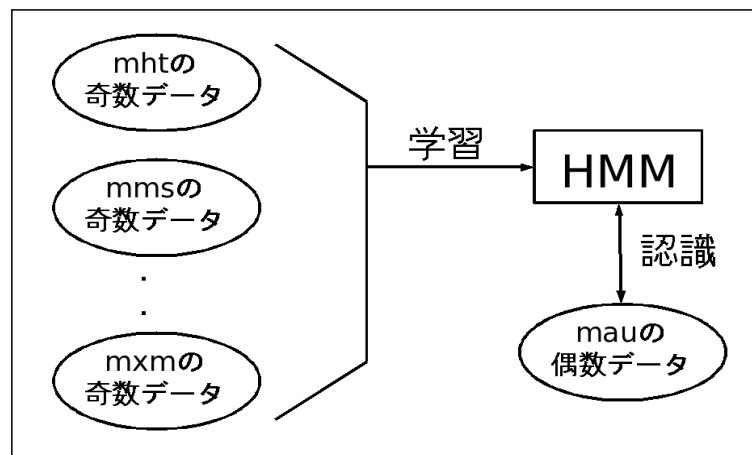 mhtの
奇数データ
mmsの
奇数データ
.
.
mxmの
奇数データ
学習
HMM
認識
mauの
偶数データ